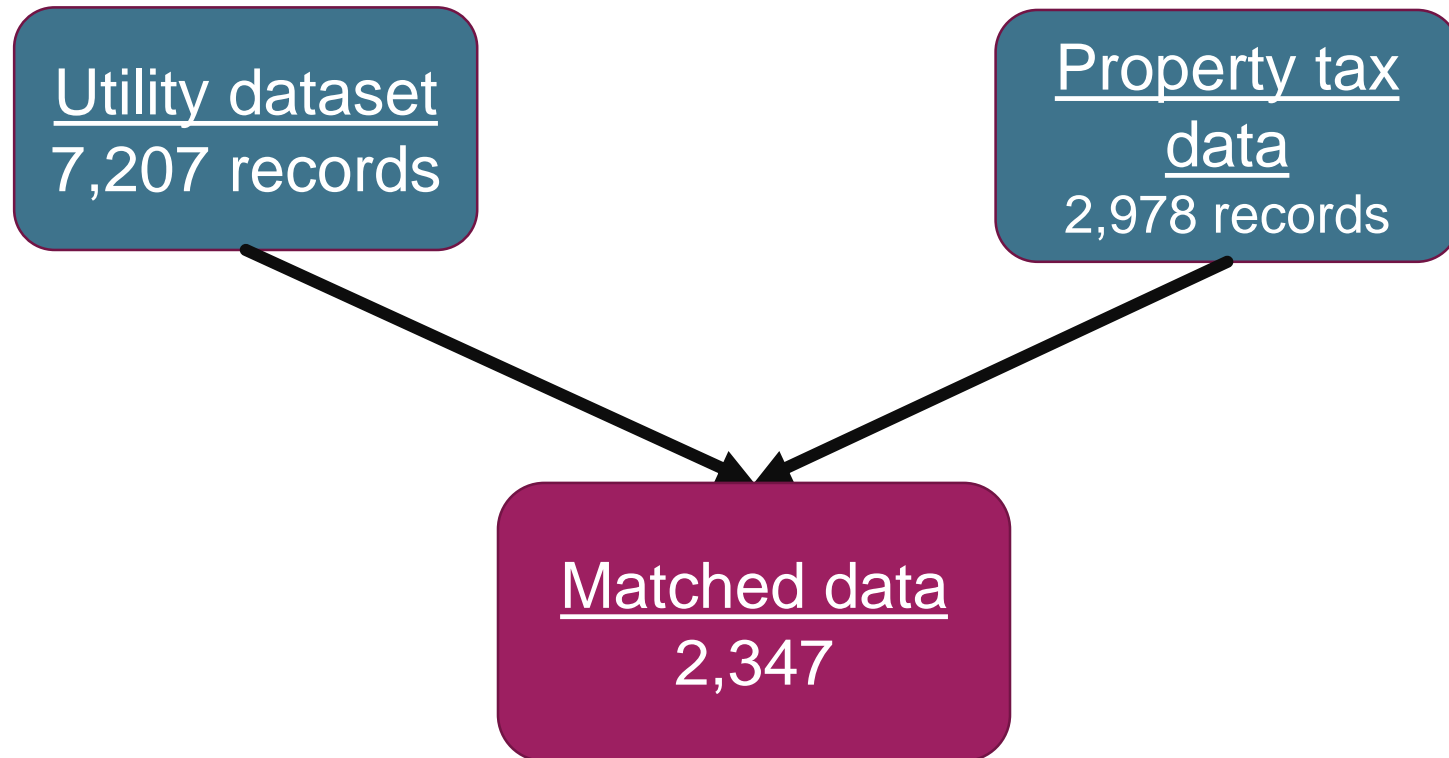 Utility dataset
7,207 records
Property tax
data
2,978 records
Matched data
2,347